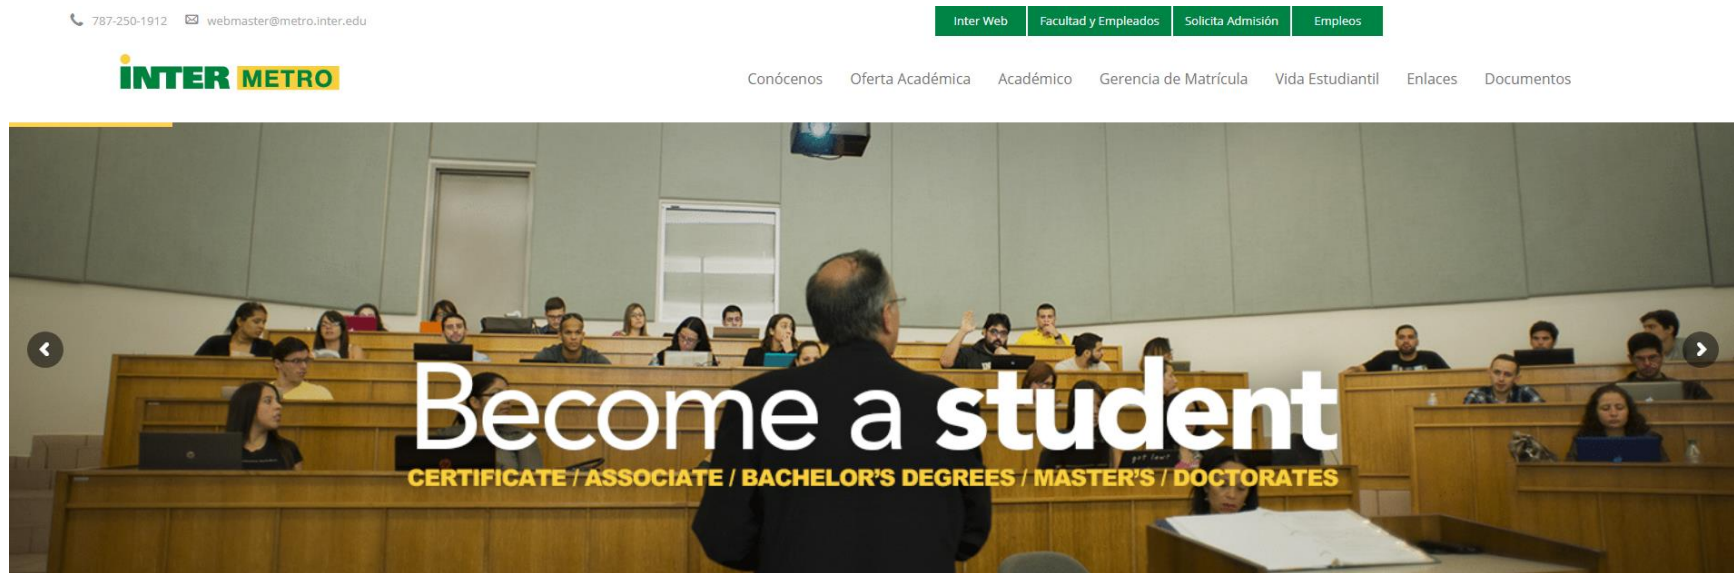 787-250-1912 webmaster@metro.inter.edu
Inter Web Facultad y Empleados Solicita Admisión Empleos
INTER METRO
Conócenos Oferta Académica Académico Gerencia de Matrícula Vida Estudiantil Enlaces Documentos
Become a student
CERTIFICATE / ASSOCIATE / BACHELOR'S DEGREES / MASTER'S / DOCTORATES